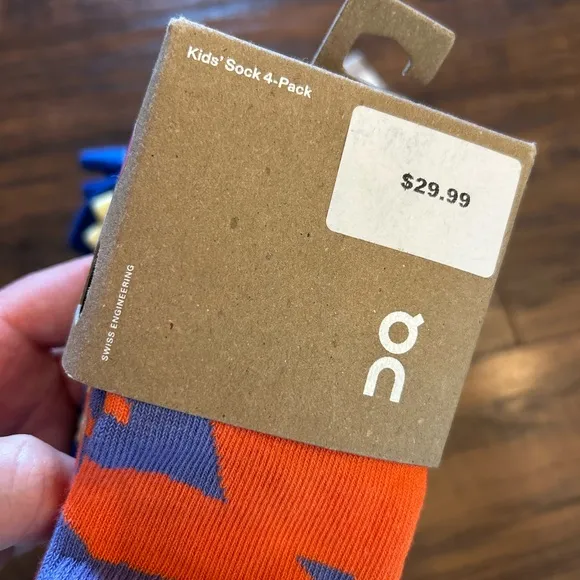 Kids' Sock 4-Pack
$29.99
SWISS ENGINEERING
On